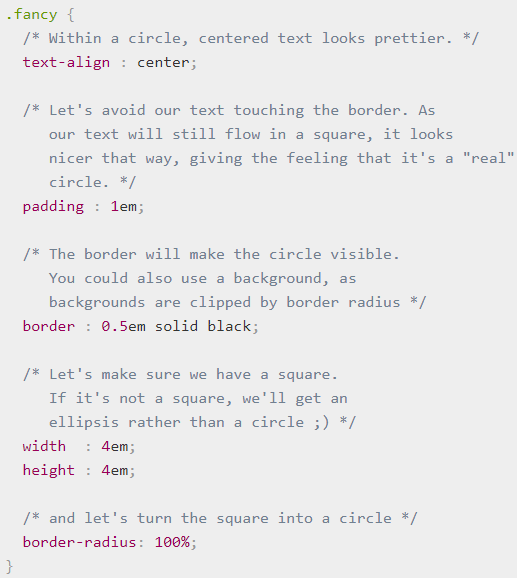 .fancy {
  /* Within a circle, centered text looks prettier. */
  text-align : center;

  /* Let's avoid our text touching the border. As
     our text will still flow in a square, it looks
     nicer that way, giving the feeling that it's a "real"
     circle. */
  padding : 1em;

  /* The border will make the circle visible.
     You could also use a background, as
     backgrounds are clipped by border radius */
  border : 0.5em solid black;

  /* Let's make sure we have a square.
     If it's not a square, we'll get an
     ellipsis rather than a circle ;) */
  width  : 4em;
  height : 4em;

  /* and let's turn the square into a circle */
  border-radius: 100%;
}